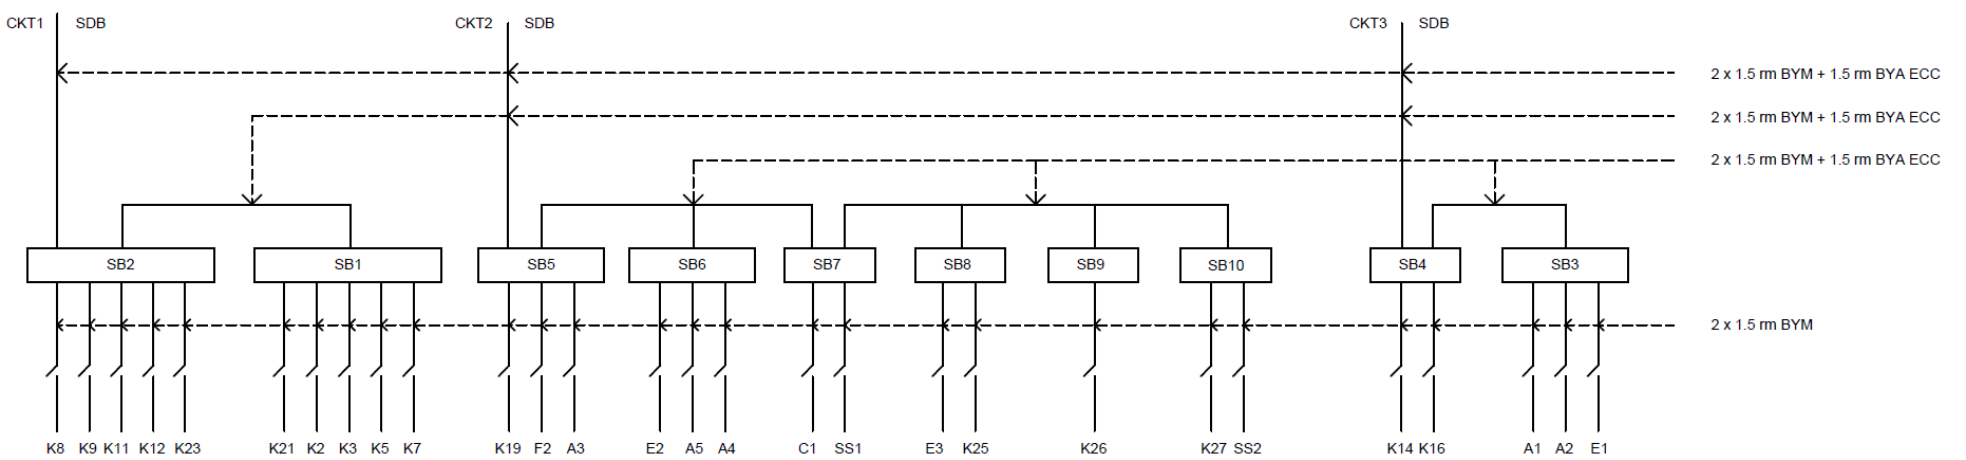 CKT1 SDB CKT2 SDB CKT3 SDB
2 x 1.5 rm BYM + 1.5 rm BYA ECC
2 x 1.5 rm BYM + 1.5 rm BYA ECC
2 x 1.5 rm BYM + 1.5 rm BYA ECC
SB2 SB1 SB5 SB6 SB7 SB8 SB9 SB10 SB4 SB3
2 x 1.5 rm BYM
K8 K9 K11 K12 K23 K21 K2 K3 K5 K7 K19 F2 A3 E2 A5 A4 C1 SS1 E3 K25 K26 K27 SS2 K14 K16 A1 A2 E1